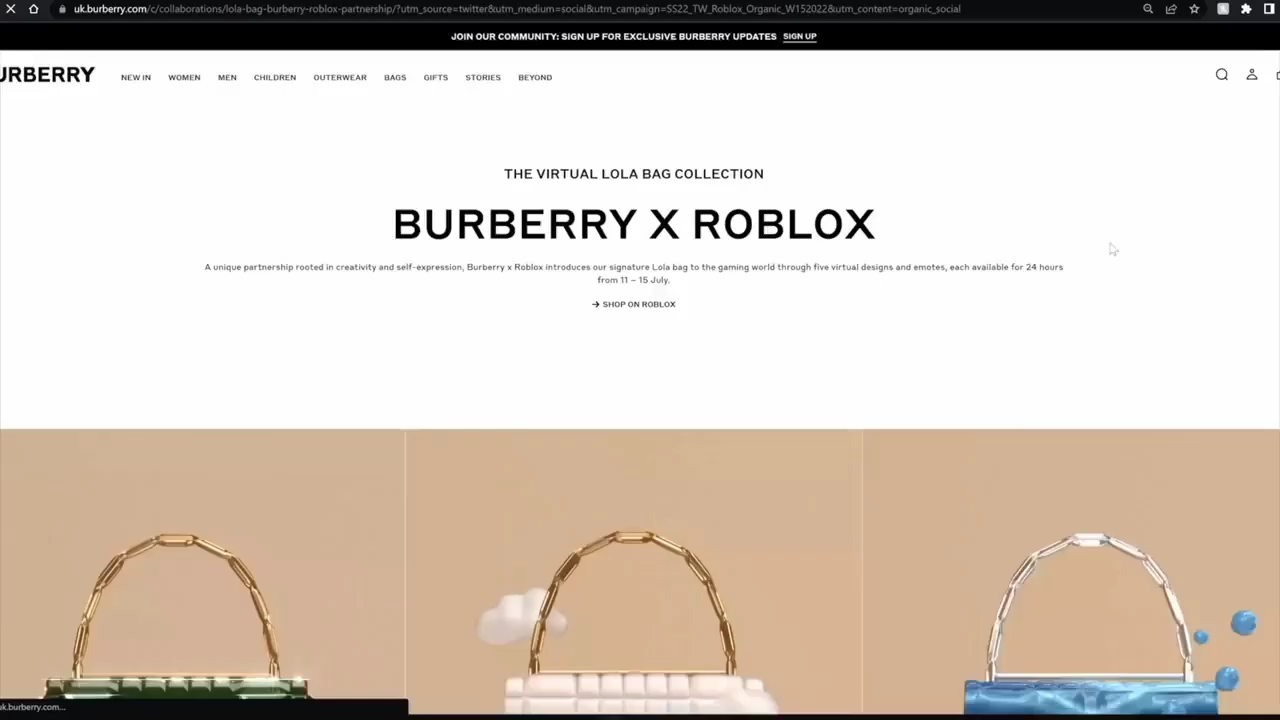 uk.burberry.com/c/collaborations/lola-bag-burberry-roblox-partnership/?utm_source=twitter&utm_medium=social&utm_campaign=SS22_TW_Roblox_Organic_W152022&utm_content=organic_social
JOIN OUR COMMUNITY: SIGN UP FOR EXCLUSIVE BURBERRY UPDATES SIGN UP
URBERRY NEW IN WOMEN MEN CHILDREN OUTERWEAR BAGS GIFTS STORIES BEYOND
THE VIRTUAL LOLA BAG COLLECTION
BURBERRY X ROBLOX
A unique partnership rooted in creativity and self-expression, Burberry x Roblox introduces our signature Lola bag to the gaming world through five virtual designs and emotes, each available for 24 hours
from 11 – 15 July.
→ SHOP ON ROBLOX
uk.burberry.com...